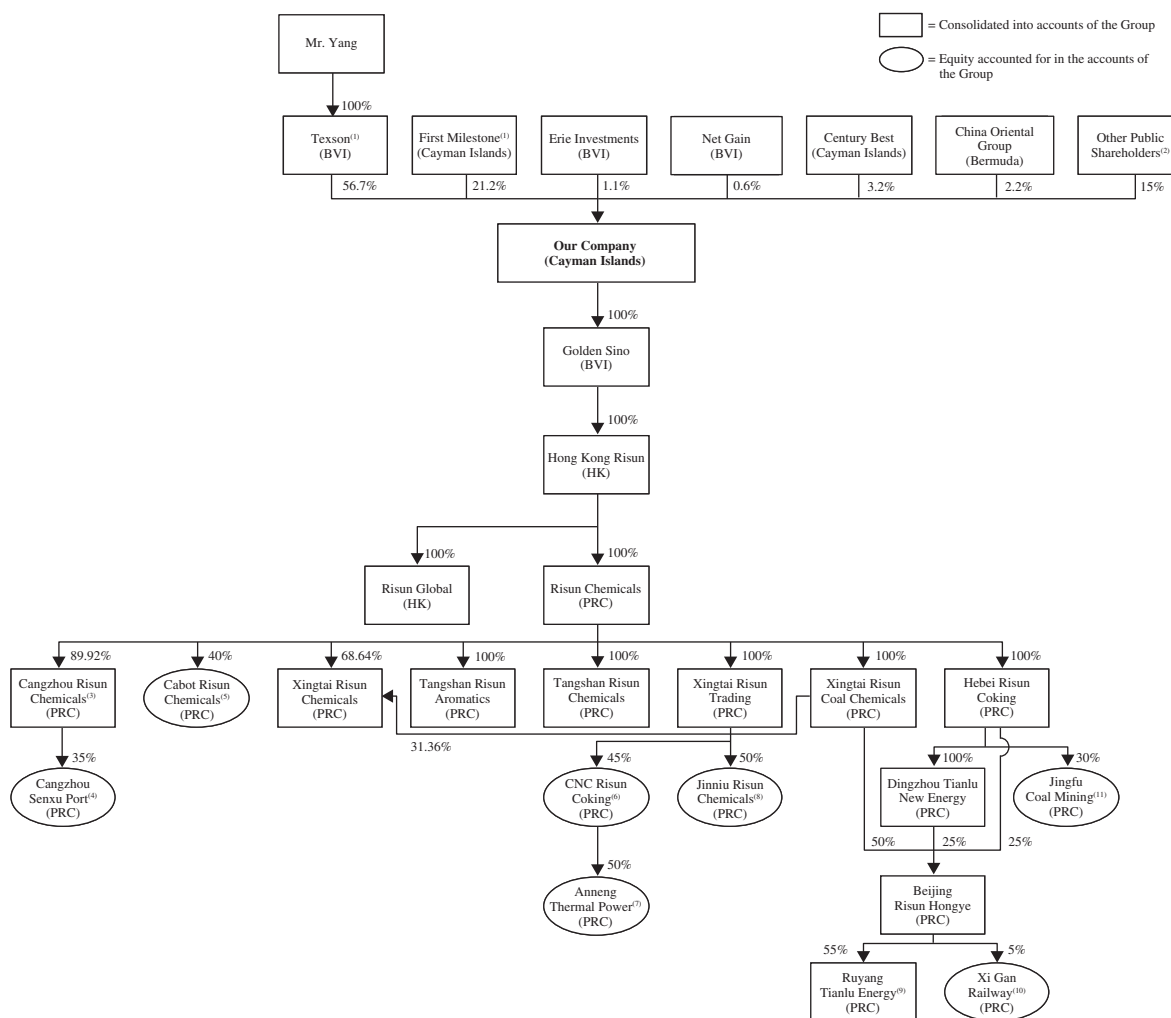 Mr. Yang
= Consolidated into accounts of the Group
= Equity accounted for in the accounts of
the Group
100%
Texson(1)
(BVI)
First Milestone(1)
(Cayman Islands)
Erie Investments
(BVI)
Net Gain
(BVI)
Century Best
(Cayman Islands)
China Oriental
Group
(Bermuda)
Other Public
Shareholders(2)
56.7%
21.2%
1.1%
0.6%
3.2%
2.2%
15%
Our Company
(Cayman Islands)
100%
Golden Sino
(BVI)
100%
Hong Kong Risun
(HK)
100%
100%
Risun Global
(HK)
Risun Chemicals
(PRC)
89.92%
40%
68.64%
100%
100%
100%
100%
100%
Cangzhou Risun
Chemicals(3)
(PRC)
Cabot Risun
Chemicals(5)
(PRC)
Xingtai Risun
Chemicals
(PRC)
Tangshan Risun
Aromatics
(PRC)
Tangshan Risun
Chemicals
(PRC)
Xingtai Risun
Trading
(PRC)
Xingtai Risun
Coal Chemicals
(PRC)
Hebei Risun
Coking
(PRC)
31.36%
35%
45%
50%
100%
30%
Cangzhou
Senxu Port(4)
(PRC)
CNC Risun
Coking(6)
(PRC)
Jinniu Risun
Chemicals(8)
(PRC)
Dingzhou Tianlu
New Energy
(PRC)
Jingfu
Coal Mining(11)
(PRC)
50%
25%
25%
50%
Anneng
Thermal Power(7)
(PRC)
Beijing
Risun Hongye
(PRC)
55%
5%
Ruyang
Tianlu Energy(9)
(PRC)
Xi Gan
Railway(10)
(PRC)